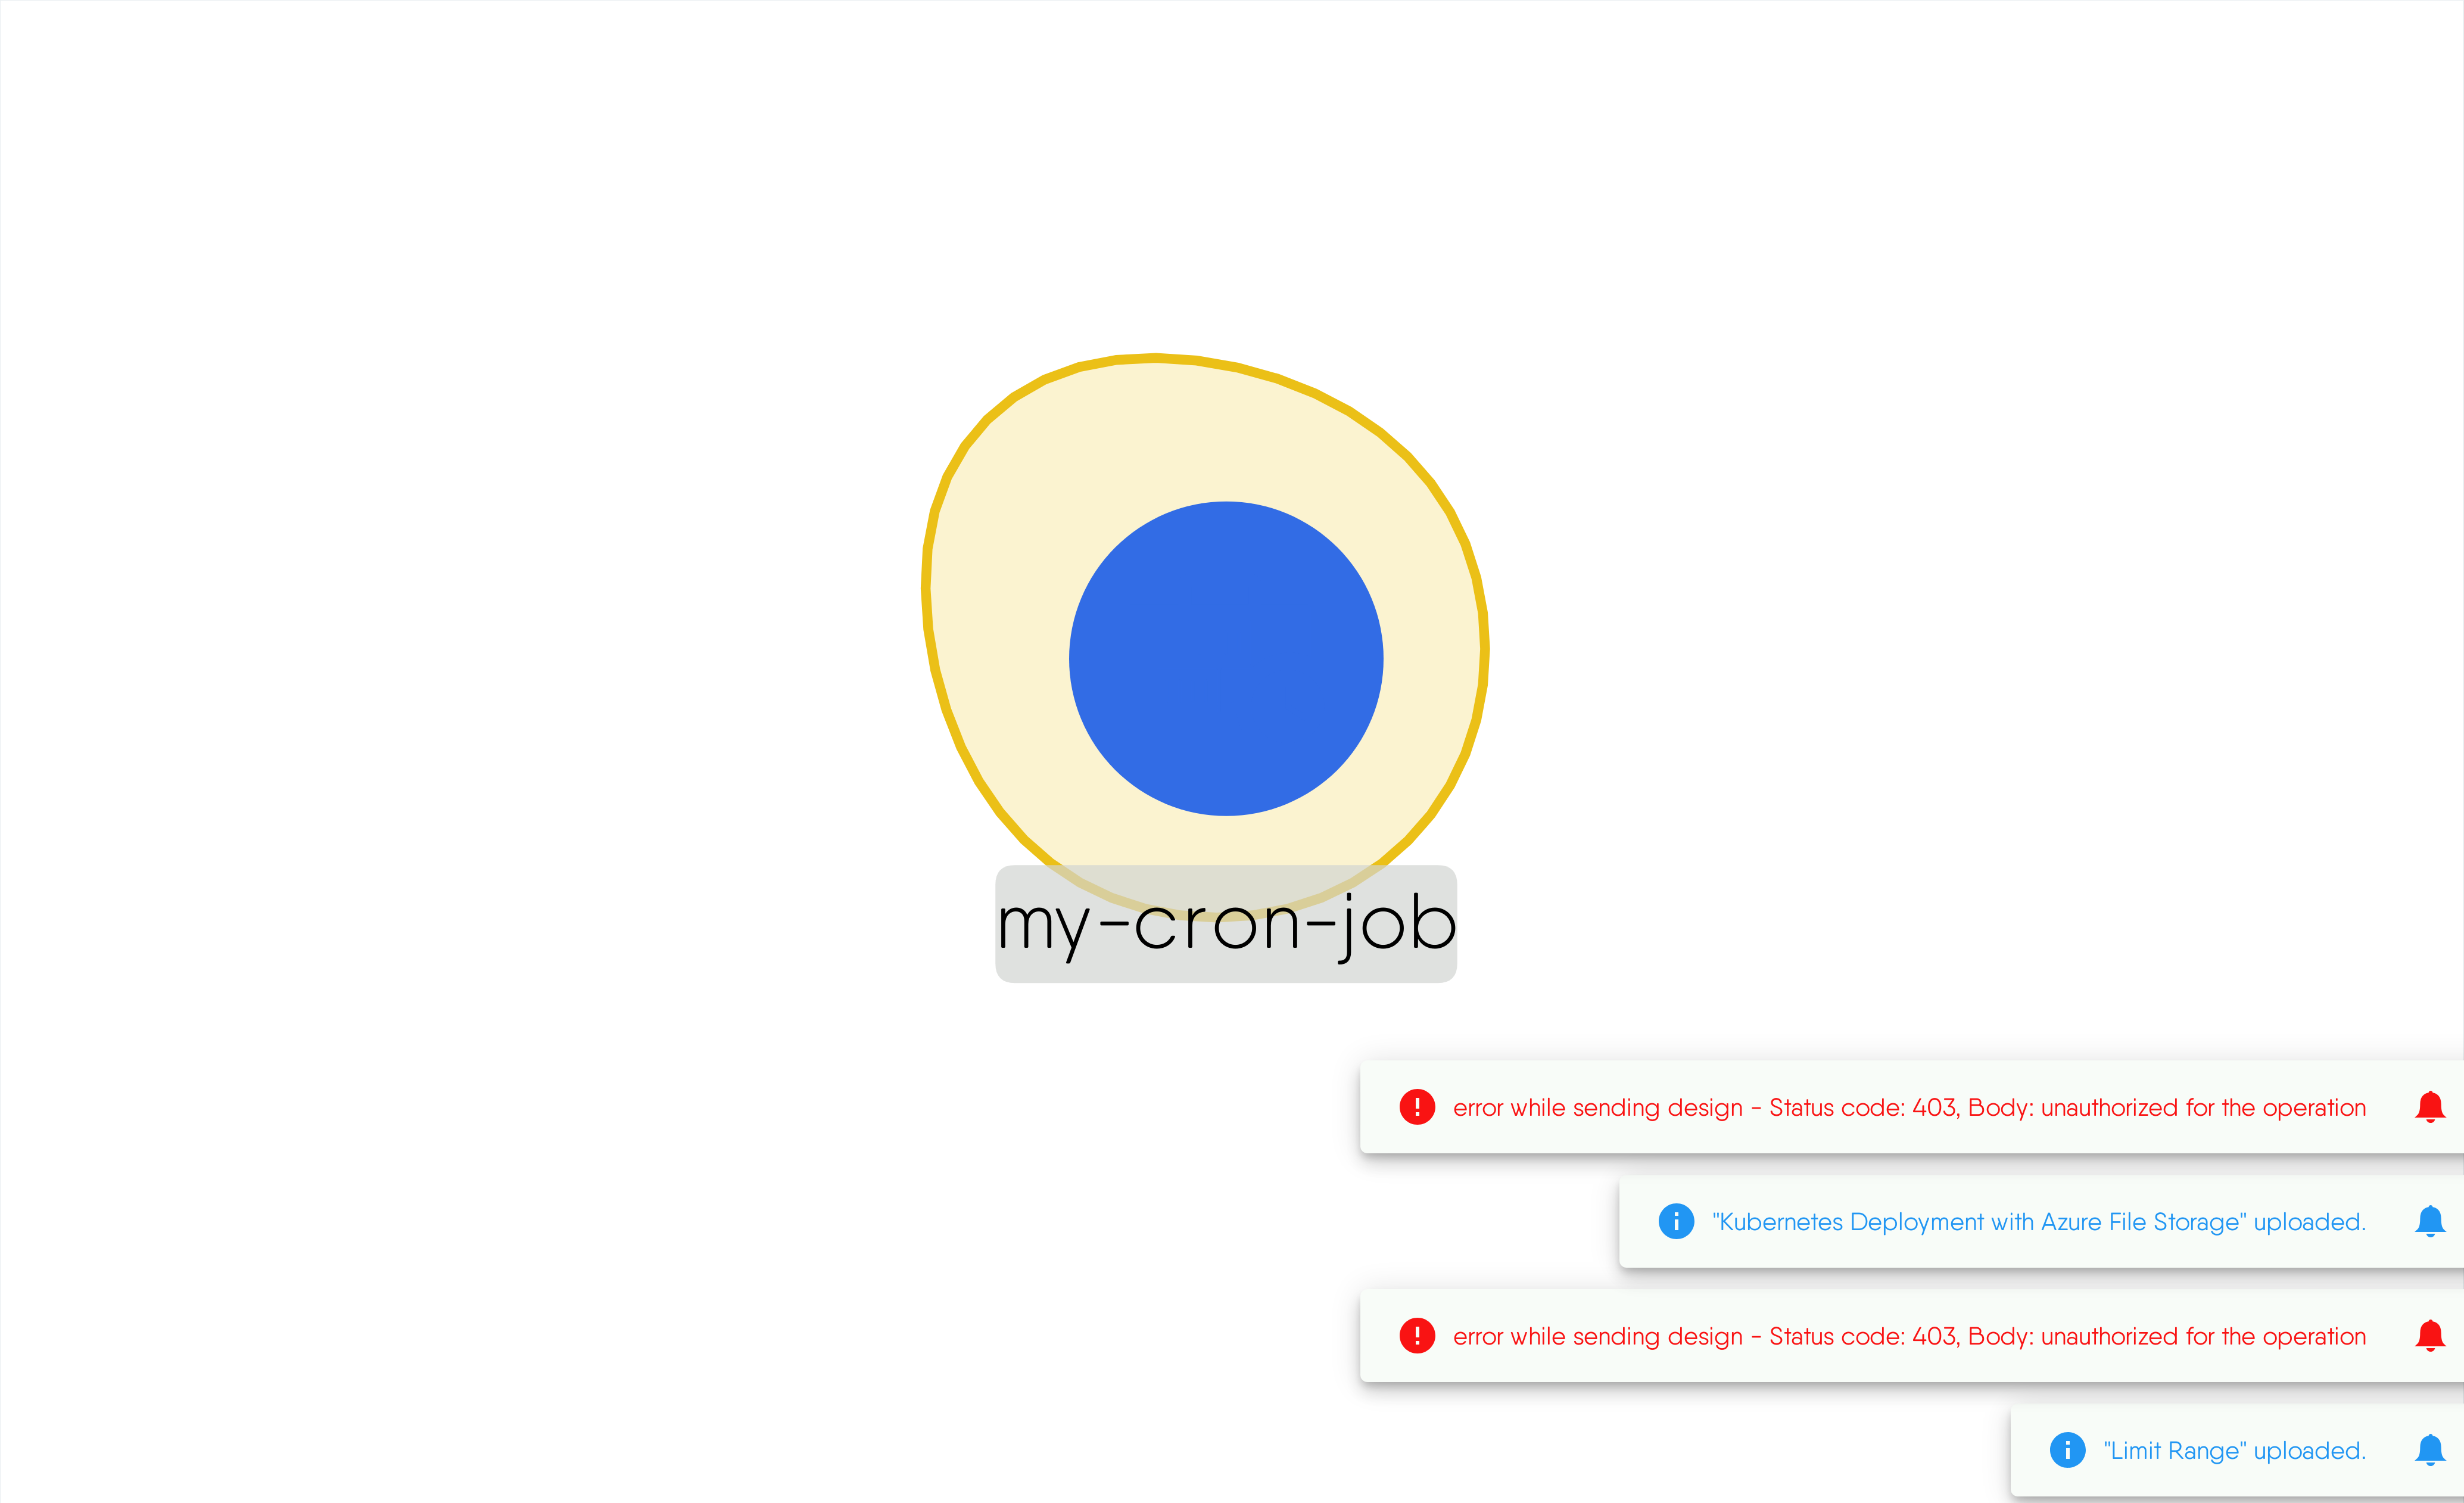 my-cron-job
error while sending design - Status code: 403, Body: unauthorized for the operation
"Kubernetes Deployment with Azure File Storage" uploaded.
error while sending design - Status code: 403, Body: unauthorized for the operation
"Limit Range" uploaded.